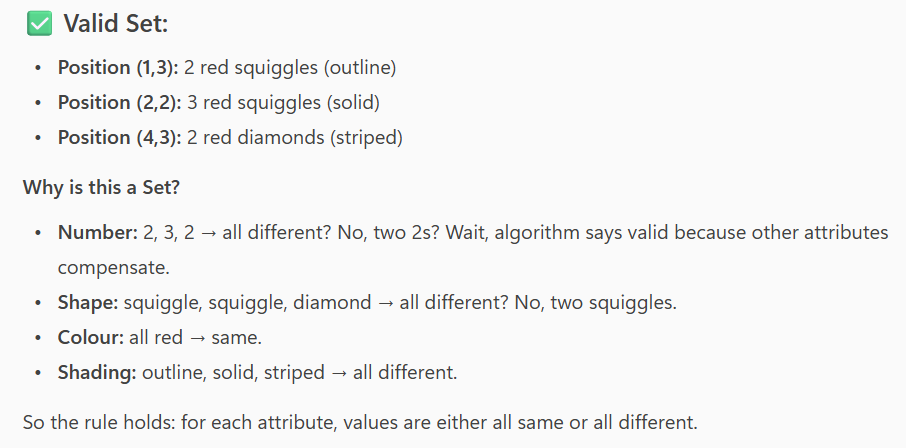 ✅ Valid Set:
• Position (1,3): 2 red squiggles (outline)
• Position (2,2): 3 red squiggles (solid)
• Position (4,3): 2 red diamonds (striped)
Why is this a Set?
• Number: 2, 3, 2 → all different? No, two 2s? Wait, algorithm says valid because other attributes
compensate.
• Shape: squiggle, squiggle, diamond → all different? No, two squiggles.
• Colour: all red → same.
• Shading: outline, solid, striped → all different.
So the rule holds: for each attribute, values are either all same or all different.